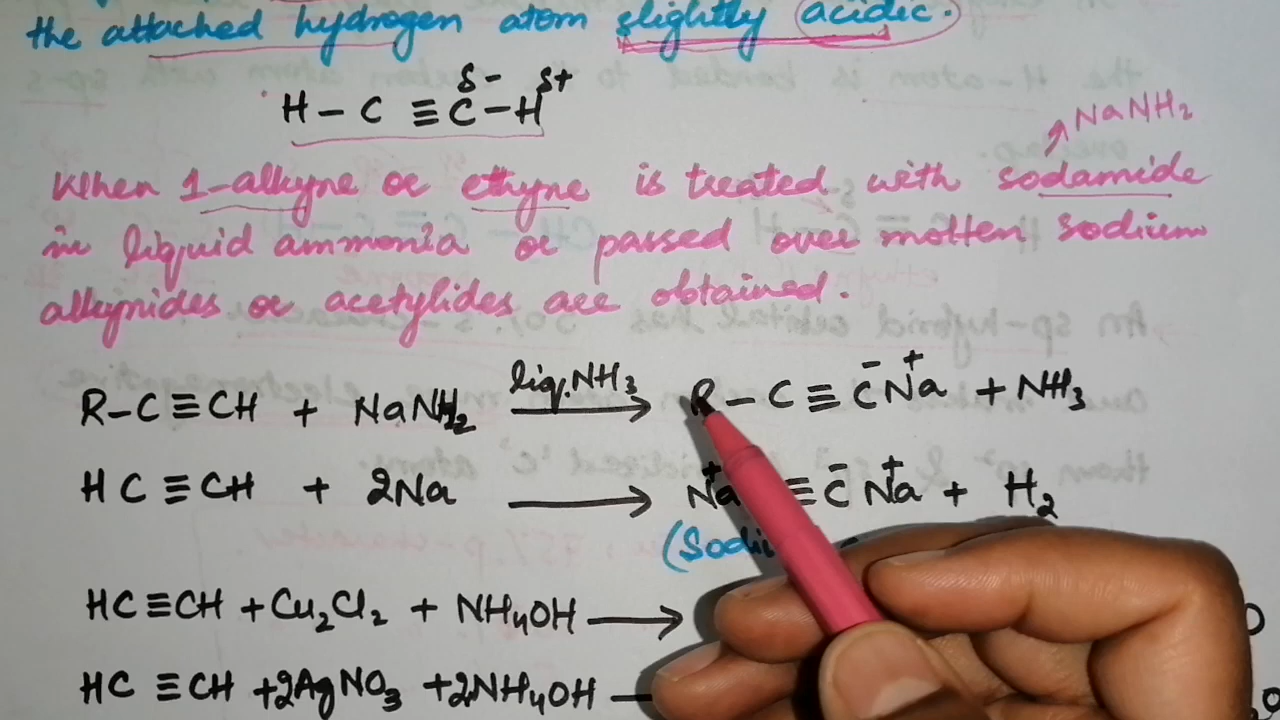 the attached hydrogen atom slightly acidic.
δ- δ+
H - C ≡ C - H
NaNH₂
When 1-alkyne or ethyne is treated with sodamide
in liquid ammonia or passed over molten sodium
alkynides or acetylides are obtained.
R-C≡CH + NaNH₂ —liq.NH₃→ R-C≡C⁻Na⁺ + NH₃
HC≡CH + 2Na ⟶ Na⁺ ≡C⁻ Na⁺ + H₂
HC≡CH + Cu₂Cl₂ + NH₄OH ⟶
HC≡CH + 2AgNO₃ + 2NH₄OH —